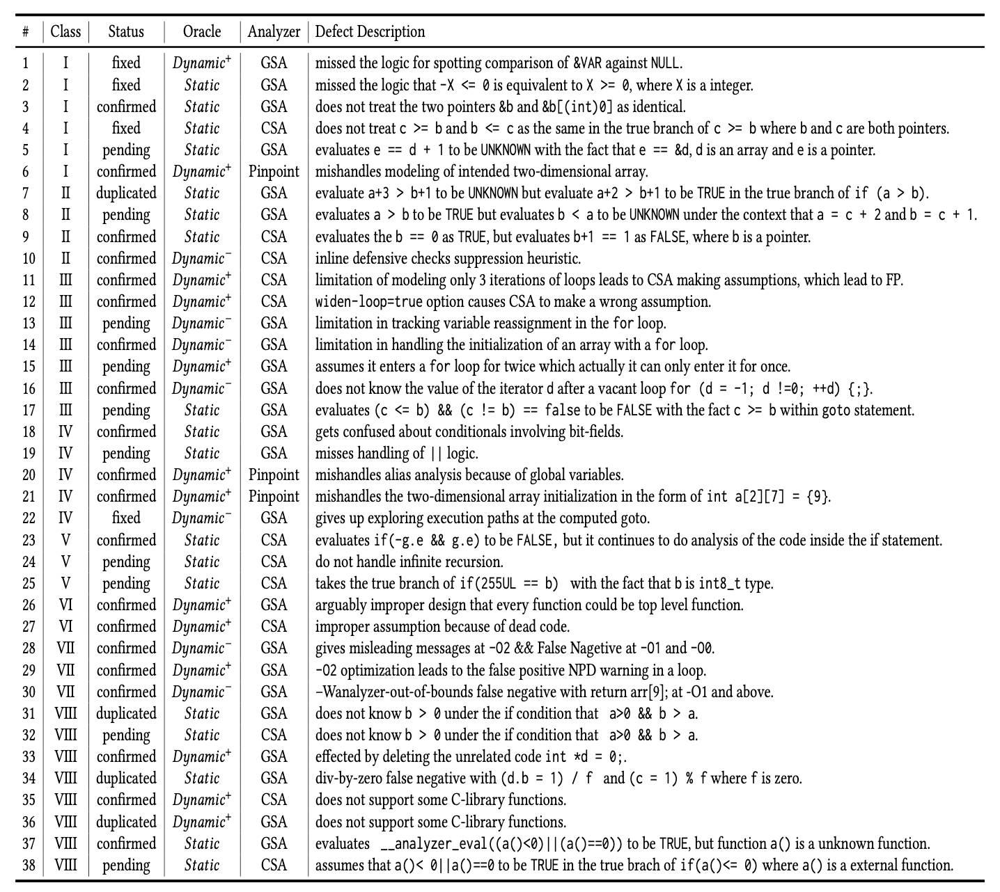 # Class Status Oracle Analyzer Defect Description
1 I fixed Dynamic+ GSA missed the logic for spotting comparison of &VAR against NULL.
2 I fixed Static GSA missed the logic that -X <= 0 is equivalent to X >= 0, where X is a integer.
3 I confirmed Static GSA does not treat the two pointers &b and &b[(int)0] as identical.
4 I fixed Static CSA does not treat c >= b and b <= c as the same in the true branch of c >= b where b and c are both pointers.
5 I pending Static GSA evaluates e == d + 1 to be UNKNOWN with the fact that e == &d, d is an array and e is a pointer.
6 I confirmed Dynamic+ Pinpoint mishandles modeling of intended two-dimensional array.
7 II duplicated Static GSA evaluate a+3 > b+1 to be UNKNOWN but evaluate a+2 > b+1 to be TRUE in the true branch of if (a > b).
8 II pending Static GSA evaluates a > b to be TRUE but evaluates b < a to be UNKNOWN under the context that a = c + 2 and b = c + 1.
9 II confirmed Static CSA evaluates the b == 0 as TRUE, but evaluates b+1 == 1 as FALSE, where b is a pointer.
10 II confirmed Dynamic− CSA inline defensive checks suppression heuristic.
11 III confirmed Dynamic+ CSA limitation of modeling only 3 iterations of loops leads to CSA making assumptions, which lead to FP.
12 III confirmed Dynamic+ CSA widen-loop=true option causes CSA to make a wrong assumption.
13 III pending Dynamic− GSA limitation in tracking variable reassignment in the for loop.
14 III confirmed Dynamic− GSA limitation in handling the initialization of an array with a for loop.
15 III pending Dynamic+ GSA assumes it enters a for loop for twice which actually it can only enter it for once.
16 III confirmed Dynamic− GSA does not know the value of the iterator d after a vacant loop for (d = -1; d !=0; ++d) {;}.
17 III pending Static GSA evaluates (c <= b) && (c != b) == false to be FALSE with the fact c >= b within goto statement.
18 IV confirmed Static GSA gets confused about conditionals involving bit-fields.
19 IV pending Static GSA misses handling of || logic.
20 IV confirmed Dynamic+ Pinpoint mishandles alias analysis because of global variables.
21 IV confirmed Dynamic+ Pinpoint mishandles the two-dimensional array initialization in the form of int a[2][7] = {9}.
22 IV fixed Dynamic− GSA gives up exploring execution paths at the computed goto.
23 V confirmed Static CSA evaluates if(-g.e && g.e) to be FALSE, but it continues to do analysis of the code inside the if statement.
24 V pending Static CSA do not handle infinite recursion.
25 V pending Static CSA takes the true branch of if(255UL == b) with the fact that b is int8_t type.
26 VI confirmed Dynamic+ GSA arguably improper design that every function could be top level function.
27 VI confirmed Dynamic+ CSA improper assumption because of dead code.
28 VII confirmed Dynamic− GSA gives misleading messages at -O2 && False Nagetive at -O1 and -O0.
29 VII confirmed Dynamic+ GSA -O2 optimization leads to the false positive NPD warning in a loop.
30 VII confirmed Dynamic− GSA –Wanalyzer-out-of-bounds false negative with return arr[9]; at -O1 and above.
31 VIII duplicated Static GSA does not know b > 0 under the if condition that a>0 && b > a.
32 VIII pending Static CSA does not know b > 0 under the if condition that a>0 && b > a.
33 VIII confirmed Dynamic+ GSA effected by deleting the unrelated code int *d = 0;.
34 VIII duplicated Static GSA div-by-zero false negative with (d.b = 1) / f and (c = 1) % f where f is zero.
35 VIII confirmed Dynamic+ CSA does not support some C-library functions.
36 VIII duplicated Dynamic+ GSA does not support some C-library functions.
37 VIII confirmed Static GSA evaluates __analyzer_eval((a()<0)||(a()==0)) to be TRUE, but function a() is a unknown function.
38 VIII pending Static CSA assumes that a()< 0||a()==0 to be TRUE in the true brach of if(a()<= 0) where a() is a external function.